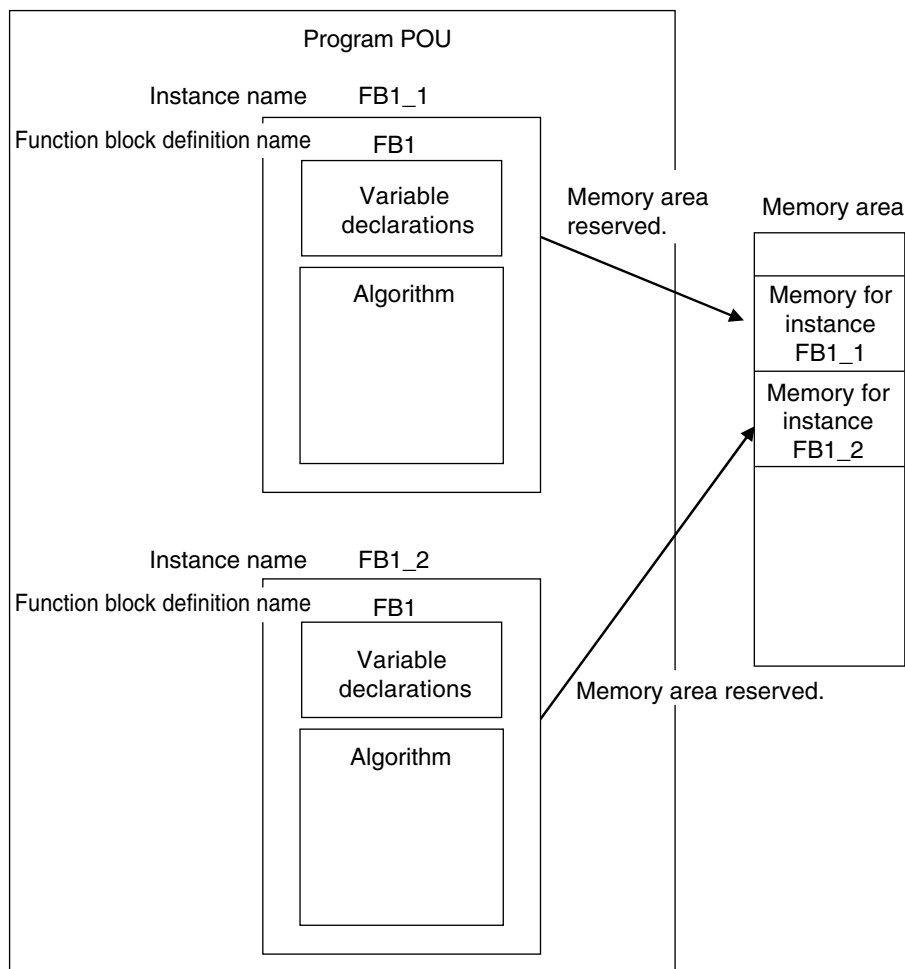 Program POU
Instance name FB1_1
Function block definition name FB1
Variable
declarations
Algorithm
Memory area
reserved.
Memory area
Memory for
instance
FB1_1
Memory for
instance
FB1_2
Instance name FB1_2
Function block definition name FB1
Variable
declarations
Memory area reserved.
Algorithm